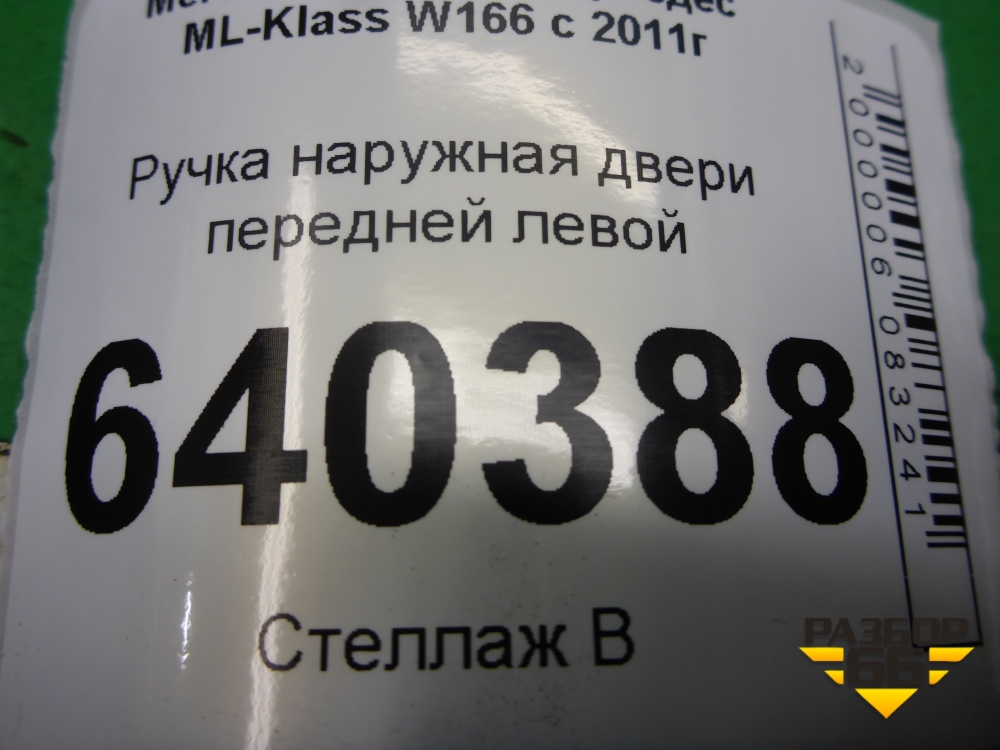 ML-Klass W166 с 2011г
Ручка наружная двери
передней левой
640388
Стеллаж В
2000006083241
РАЗБОР
66